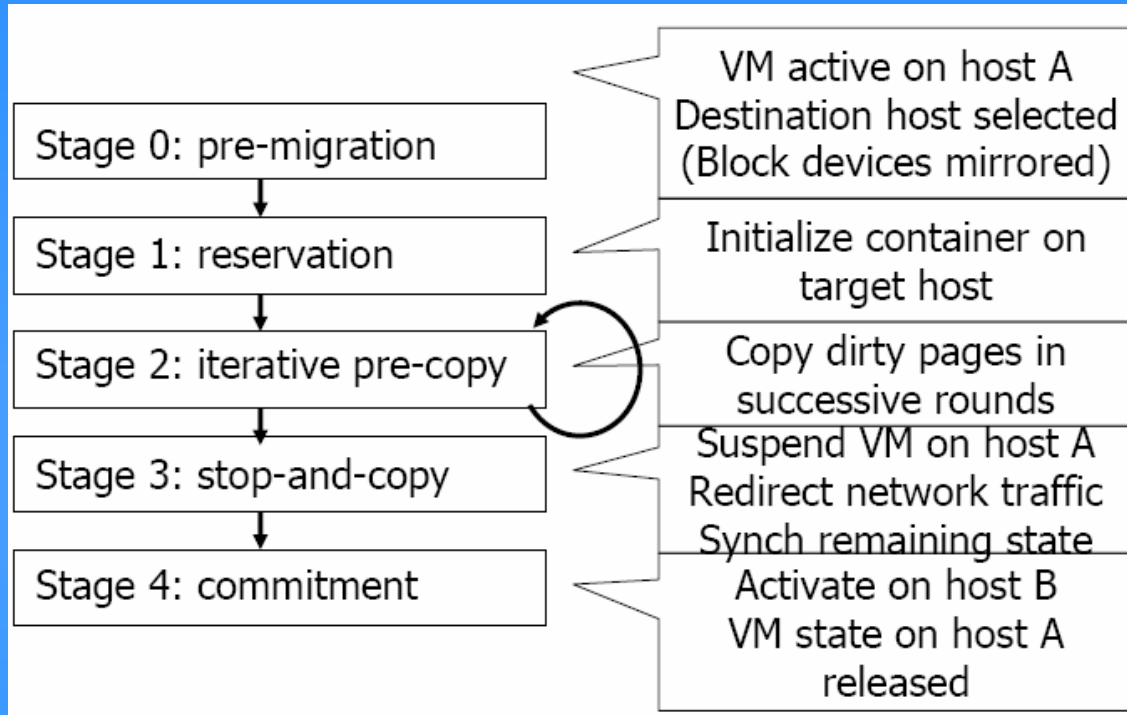 VM active on host A
Destination host selected
(Block devices mirrored)
Stage 0: pre-migration
Stage 1: reservation
Initialize container on
target host
Stage 2: iterative pre-copy
Copy dirty pages in
successive rounds
Stage 3: stop-and-copy
Suspend VM on host A
Redirect network traffic
Synch remaining state
Stage 4: commitment
Activate on host B
VM state on host A
released